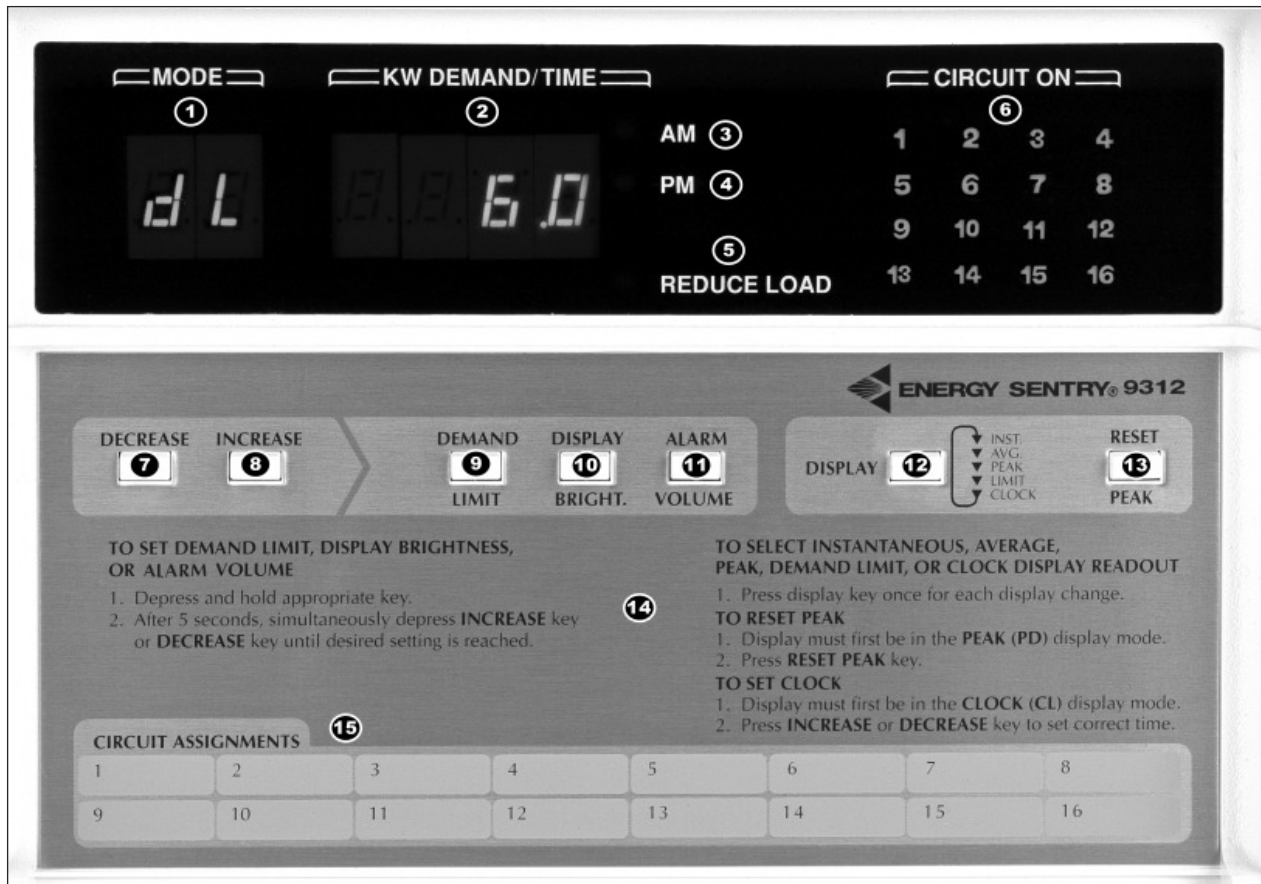 MODE
KW DEMAND/TIME
CIRCUIT ON
1
2
6
dL
6.0
AM 3
PM 4
5
REDUCE LOAD
1 2 3 4
5 6 7 8
9 10 11 12
13 14 15 16
ENERGY SENTRY® 9312
DECREASE
7
INCREASE
8
DEMAND
9
LIMIT
DISPLAY
10
BRIGHT.
ALARM
11
VOLUME
DISPLAY 12
INST.
AVG.
PEAK
LIMIT
CLOCK
RESET
13
PEAK
TO SET DEMAND LIMIT, DISPLAY BRIGHTNESS,
OR ALARM VOLUME
1. Depress and hold appropriate key.
2. After 5 seconds, simultaneously depress INCREASE key
or DECREASE key until desired setting is reached.
14
TO SELECT INSTANTANEOUS, AVERAGE,
PEAK, DEMAND LIMIT, OR CLOCK DISPLAY READOUT
1. Press display key once for each display change.
TO RESET PEAK
1. Display must first be in the PEAK (PD) display mode.
2. Press RESET PEAK key.
TO SET CLOCK
1. Display must first be in the CLOCK (CL) display mode.
2. Press INCREASE or DECREASE key to set correct time.
15
CIRCUIT ASSIGNMENTS
1 2 3 4 5 6 7 8
9 10 11 12 13 14 15 16